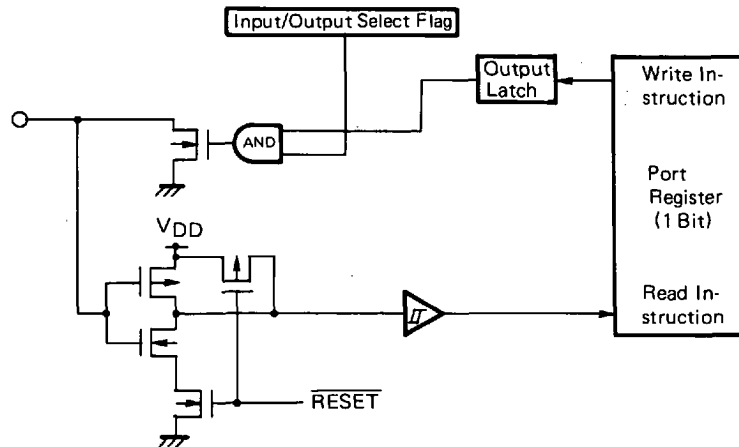 Input/Output Select Flag
Output
Latch
Write In-
struction
AND
Port
Register
(1 Bit)
VDD
Read In-
struction
RESET